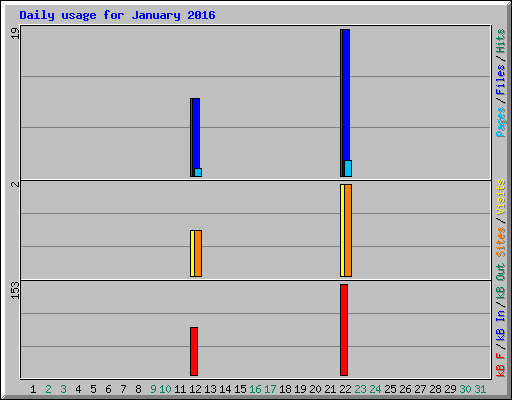 Daily usage for January 2016
19
Pages / Files / Hits
2
Sites / Visits
153
kB F / kB In / kB Out
1 2 3 4 5 6 7 8 9 10 11 12 13 14 15 16 17 18 19 20 21 22 23 24 25 26 27 28 29 30 31